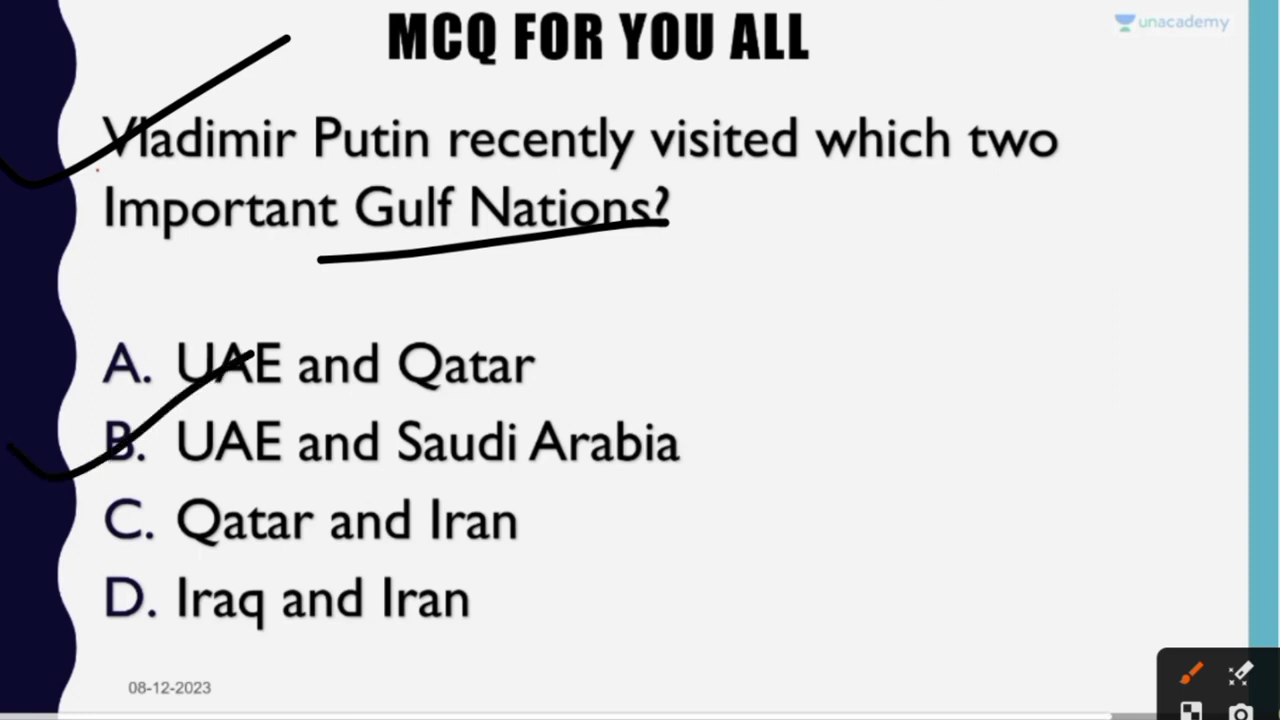 MCQ FOR YOU ALL
unacademy
Vladimir Putin recently visited which two
Important Gulf Nations?
A. UAE and Qatar
B. UAE and Saudi Arabia
C. Qatar and Iran
D. Iraq and Iran
08-12-2023